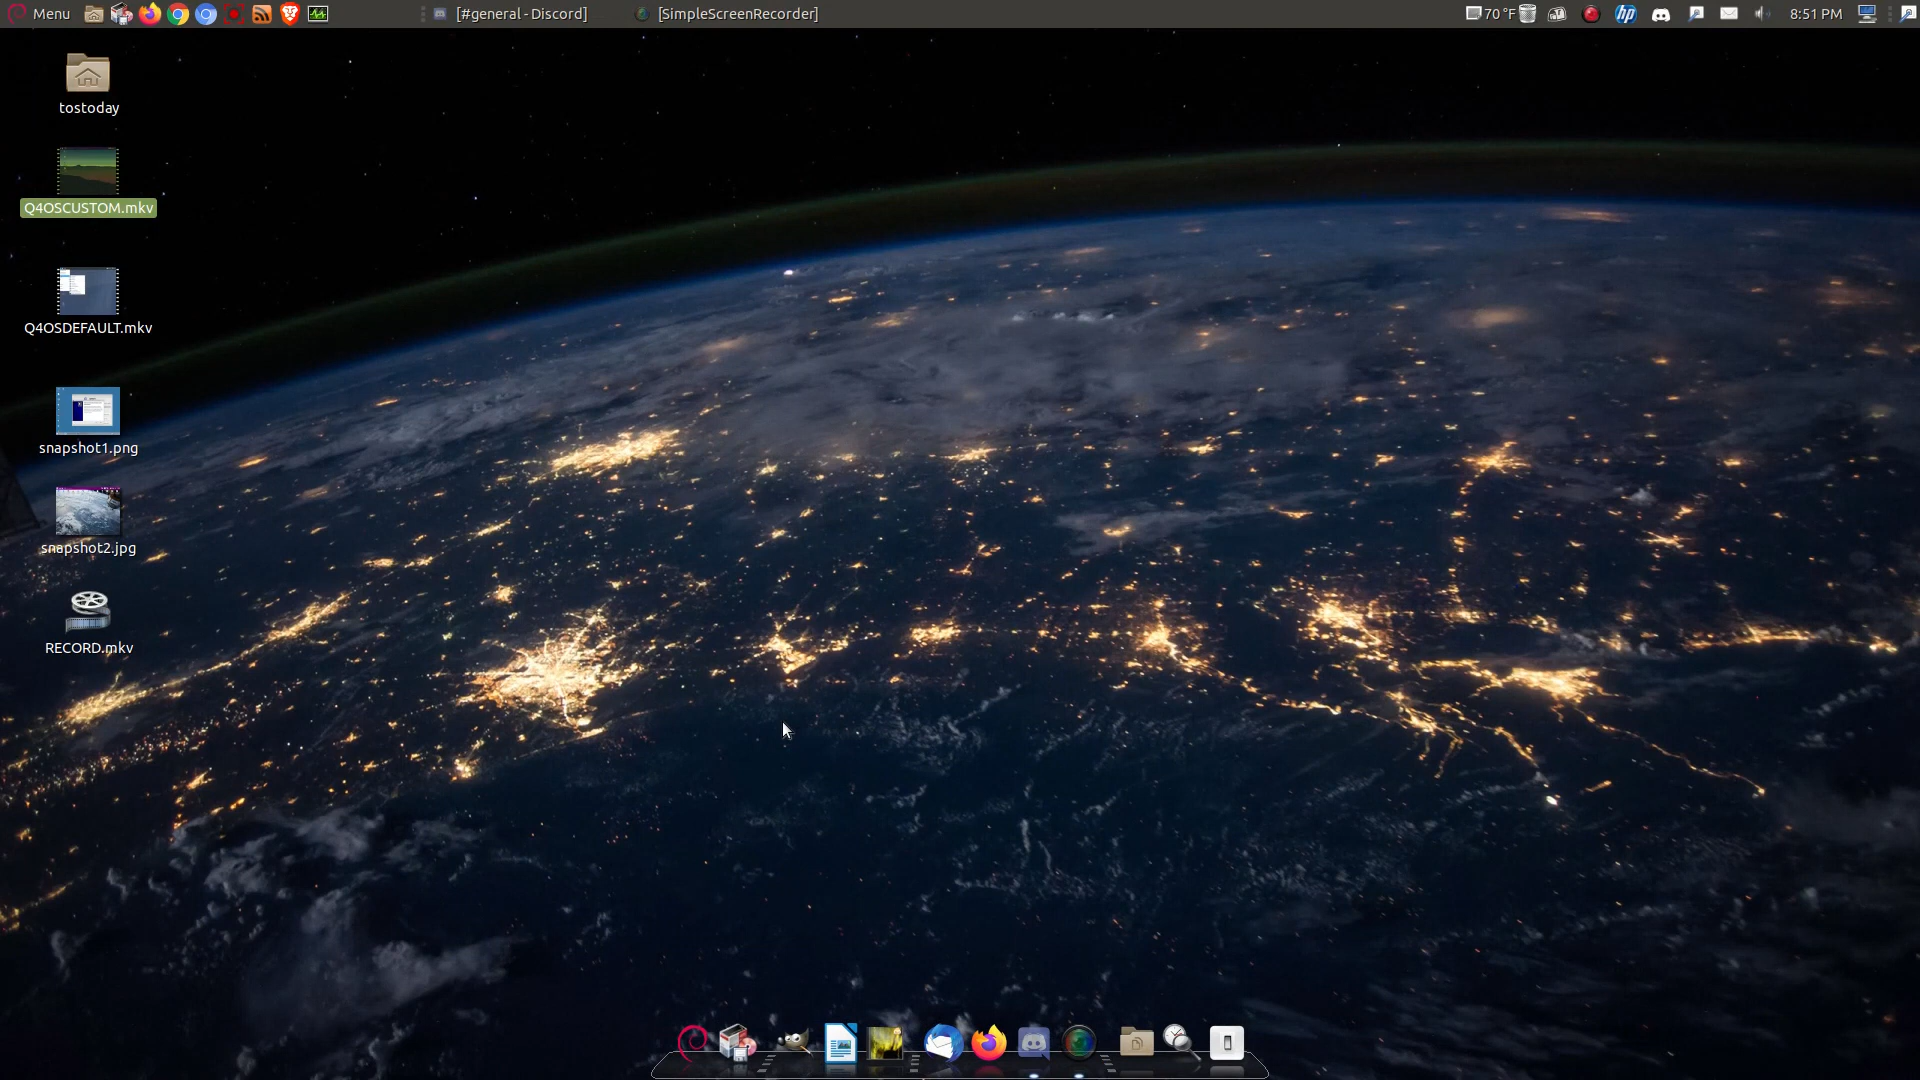 Menu
[#general - Discord]
[SimpleScreenRecorder]
70 °F
hp
8:51 PM
tostoday
Q4OSCUSTOM.mkv
Q4OSDEFAULT.mkv
snapshot1.png
snapshot2.jpg
RECORD.mkv